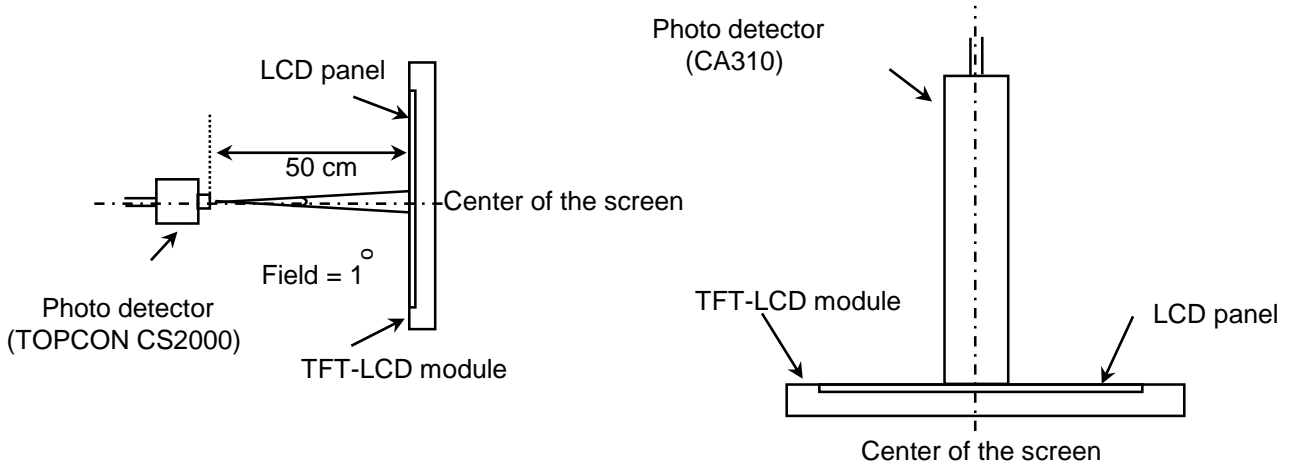 LCD panel
50 cm
Center of the screen
Field = 1°
Photo detector
(TOPCON CS2000)
TFT-LCD module
Photo detector
(CA310)
TFT-LCD module
LCD panel
Center of the screen